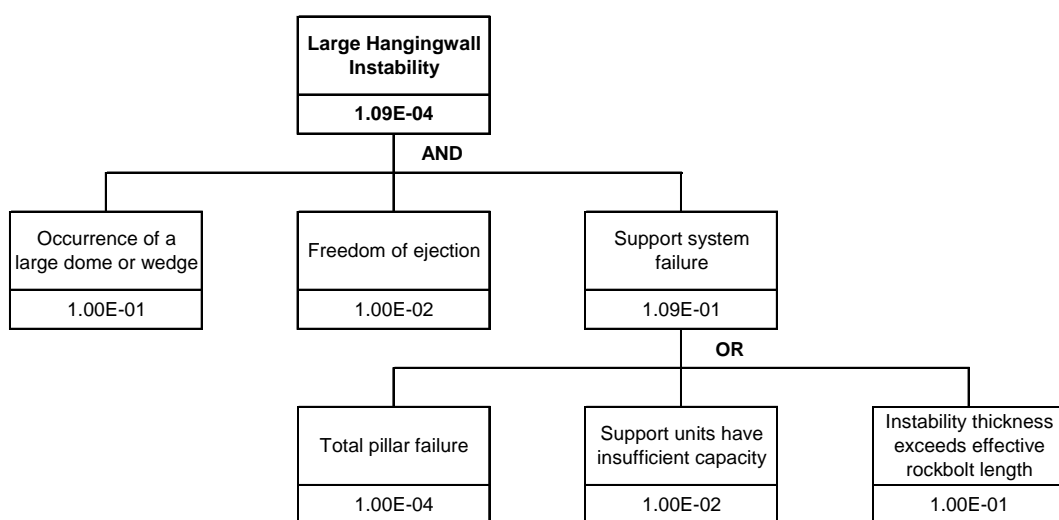 Large Hangingwall
Instability
1.09E-04
AND
Occurrence of a
large dome or wedge
1.00E-01
Freedom of ejection
1.00E-02
Support system
failure
1.09E-01
OR
Total pillar failure
1.00E-04
Support units have
insufficient capacity
1.00E-02
Instability thickness
exceeds effective
rockbolt length
1.00E-01